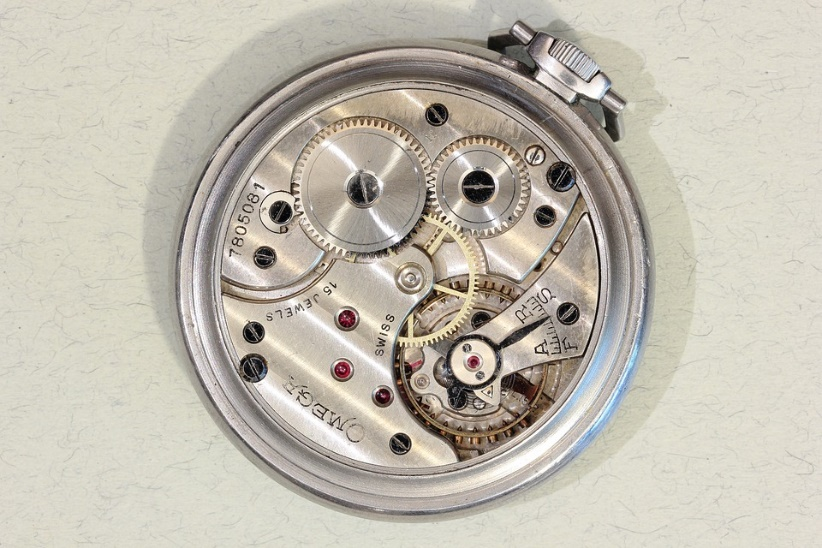 7805081
15 JEWELS
SWISS
OMEGA
A R
F S